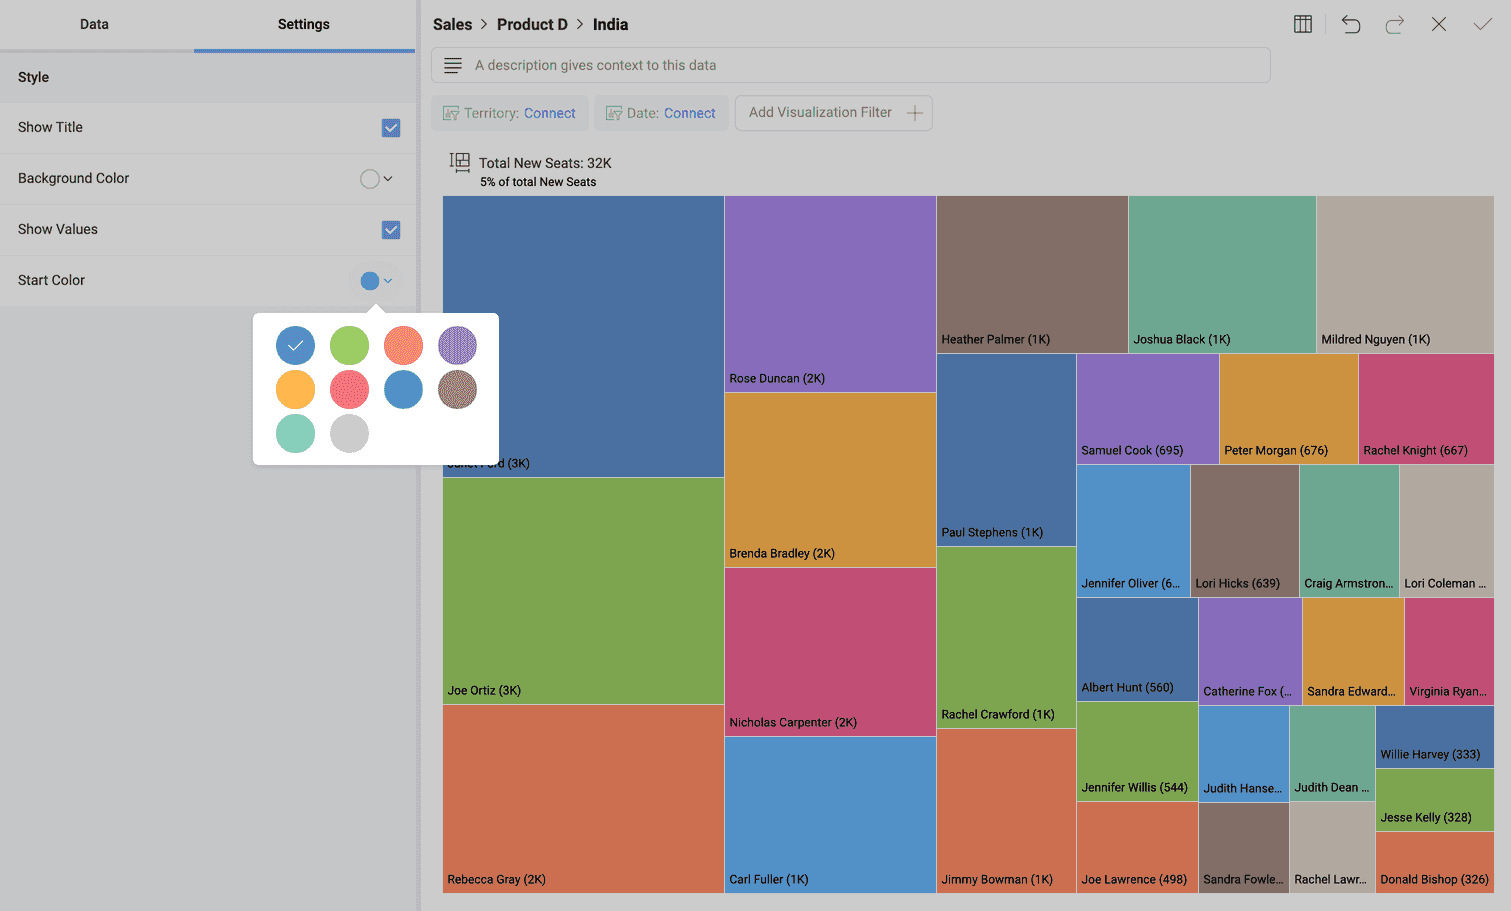 Data
Settings
Style
Show Title
Background Color
Show Values
Start Color
Sales > Product D > India
A description gives context to this data
Territory: Connect
Date: Connect
Add Visualization Filter
Total New Seats: 32K
5% of total New Seats
Heather Palmer (1K)
Joshua Black (1K)
Mildred Nguyen (1K)
Rose Duncan (2K)
Samuel Cook (695)
Peter Morgan (676)
Rachel Knight (667)
(3K)
Paul Stephens (1K)
Brenda Bradley (2K)
Jennifer Oliver (6...
Lori Hicks (639)
Craig Armstron...
Lori Coleman ...
Joe Ortiz (3K)
Albert Hunt (560)
Catherine Fox (...
Sandra Edward...
Virginia Ryan...
Nicholas Carpenter (2K)
Rachel Crawford (1K)
Willie Harvey (333)
Jennifer Willis (544)
Judith Hanse...
Judith Dean ...
Jesse Kelly (328)
Rebecca Gray (2K)
Carl Fuller (1K)
Jimmy Bowman (1K)
Joe Lawrence (498)
Sandra Fowle...
Rachel Lawr...
Donald Bishop (326)